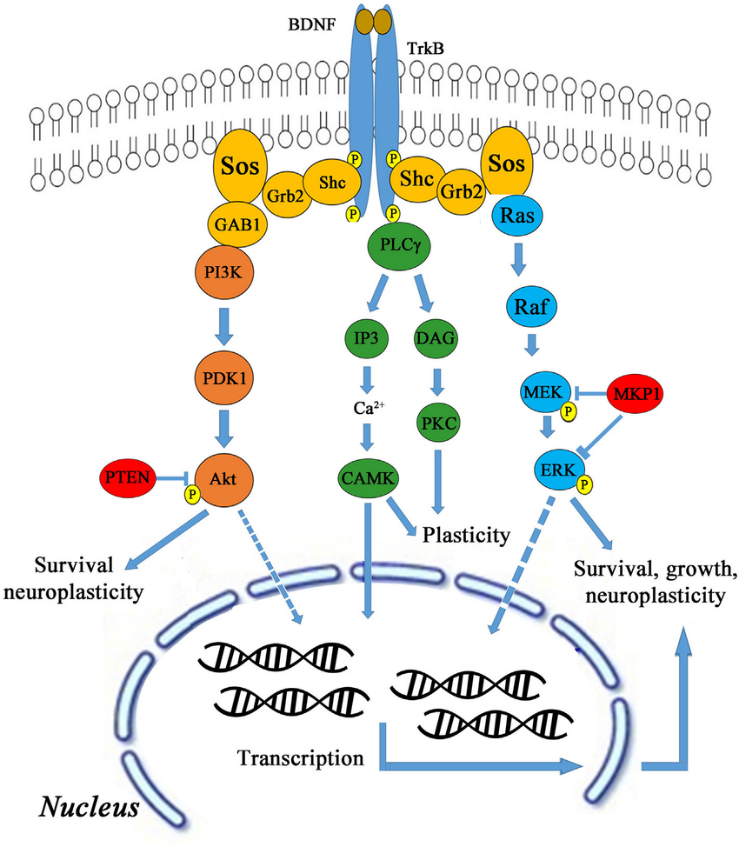 BDNF
TrkB
P
P
P
P
Sos
Grb2
Shc
GAB1
PI3K
PDK1
PTEN
P
Akt
Survival
neuroplasticity
PLCγ
IP3
DAG
Ca²⁺
PKC
CAMK
Plasticity
Shc
Grb2
Sos
Ras
Raf
MEK
P
MKP1
ERK
P
Survival, growth,
neuroplasticity
Transcription
Nucleus